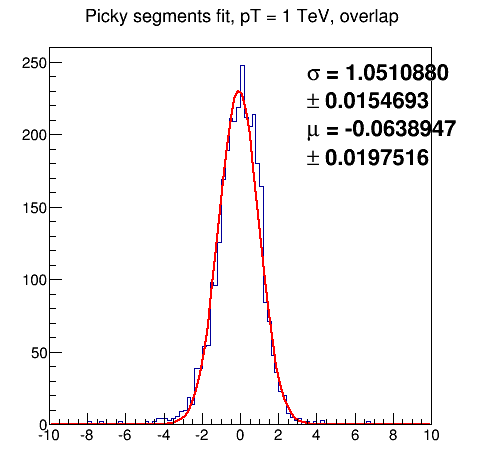 Picky segments fit, pT = 1 TeV, overlap
σ = 1.0510880
± 0.0154693
μ = -0.0638947
± 0.0197516
250
200
150
100
50
0
-10 -8 -6 -4 -2 0 2 4 6 8 10